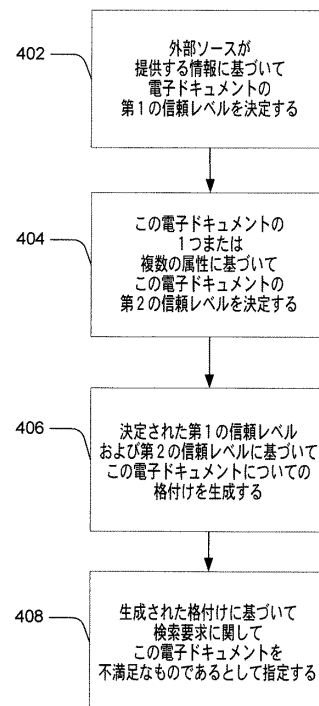 402
外部ソースが
提供する情報に基づいて
電子ドキュメントの
第1の信頼レベルを決定する
404
この電子ドキュメントの
1つまたは
複数の属性に基づいて
この電子ドキュメントの
第2の信頼レベルを決定する
406
決定された第1の信頼レベル
および第2の信頼レベルに基づいて
この電子ドキュメントについての
格付けを生成する
408
生成された格付けに基づいて
検索要求に関して
この電子ドキュメントを
不満足なものであるとして指定する